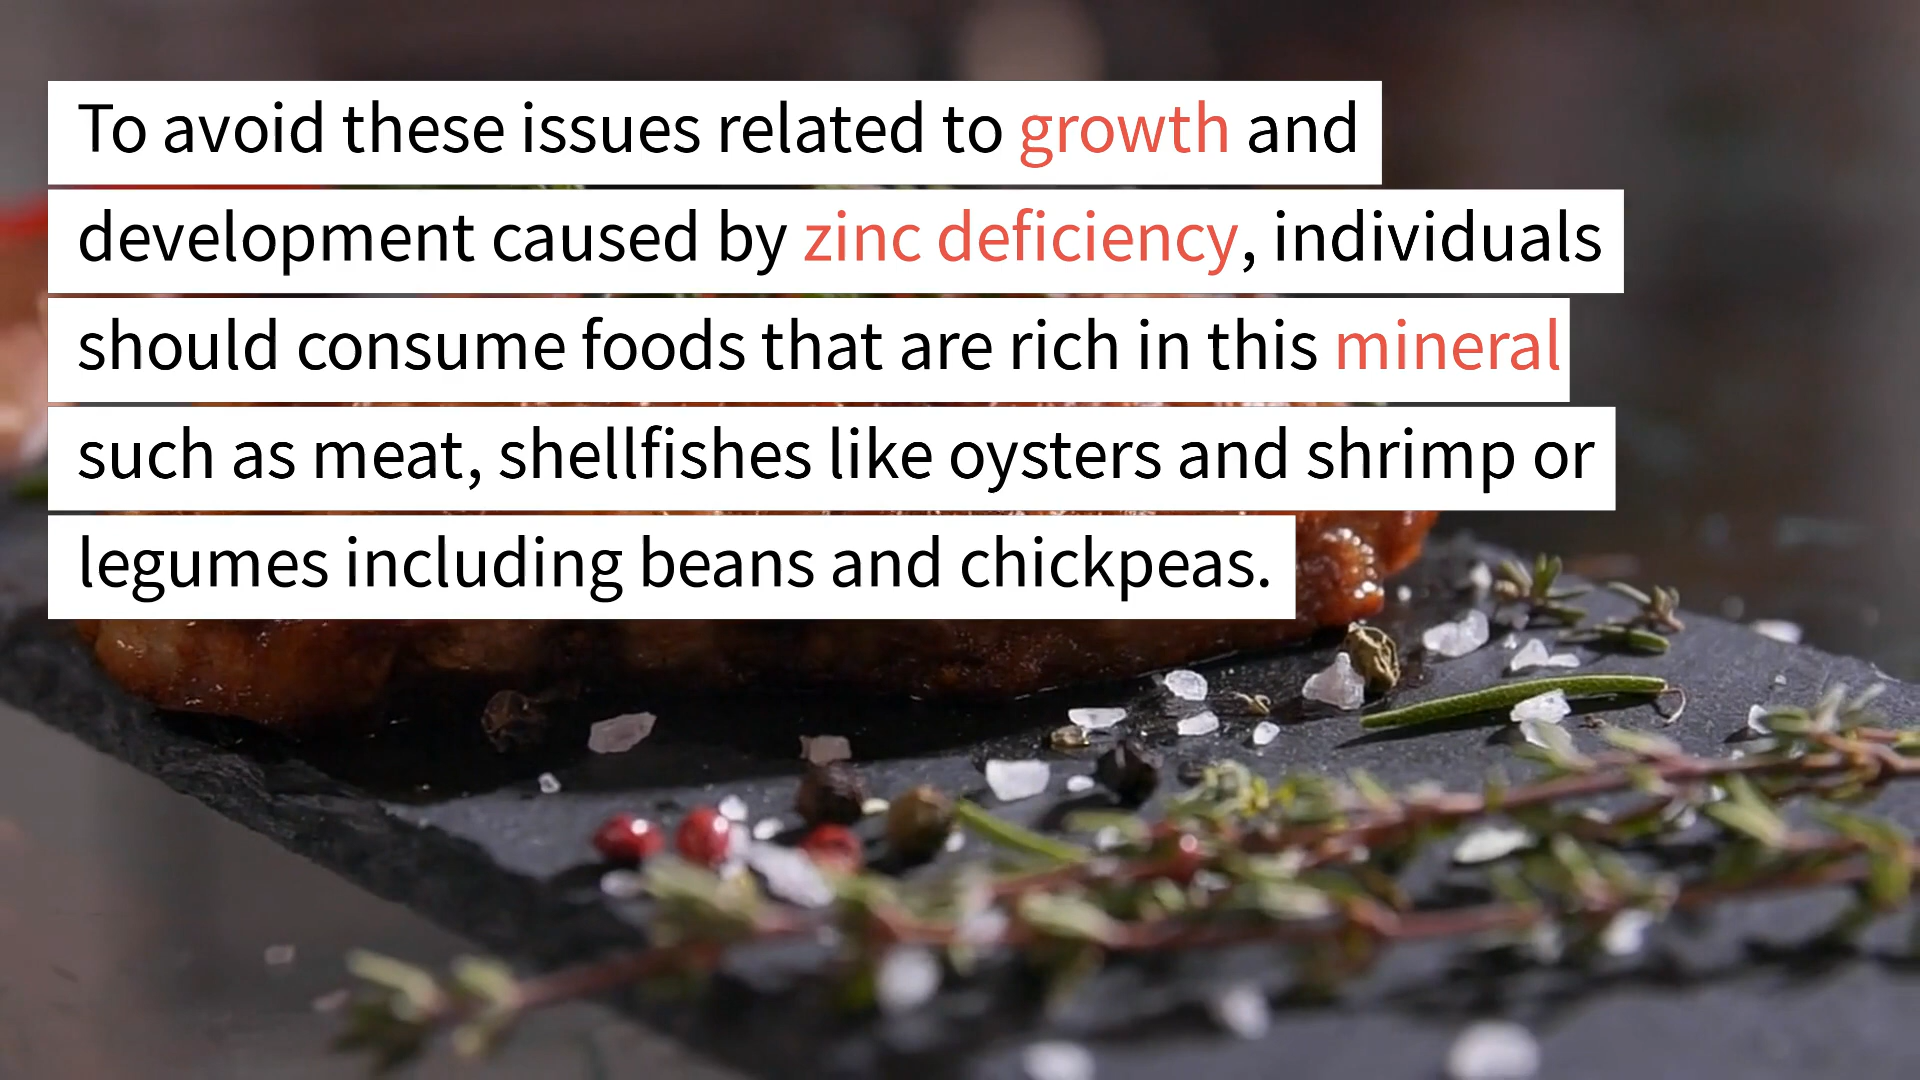 To avoid these issues related to growth and
development caused by zinc deficiency, individuals
should consume foods that are rich in this mineral
such as meat, shellfishes like oysters and shrimp or
legumes including beans and chickpeas.